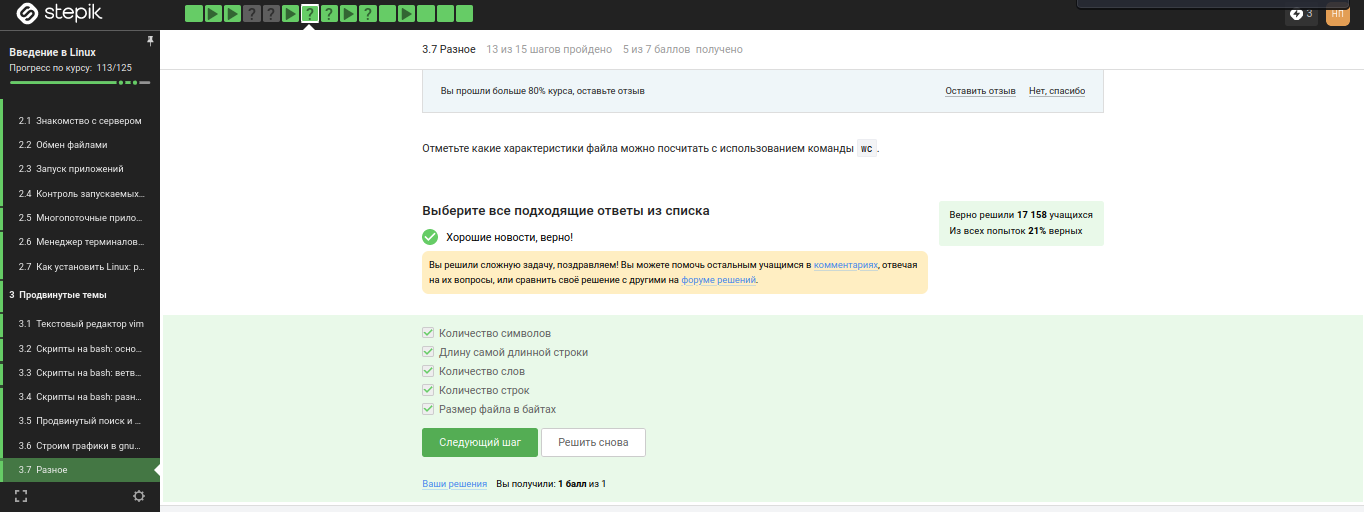 stepik
? ? ? ? ?
3
НП
Введение в Linux
Прогресс по курсу: 113/125
2.1 Знакомство с сервером
2.2 Обмен файлами
2.3 Запуск приложений
2.4 Контроль запускаемых…
2.5 Многопоточные прило…
2.6 Менеджер терминалов…
2.7 Как установить Linux: р…
3 Продвинутые темы
3.1 Текстовый редактор vim
3.2 Скрипты на bash: осно…
3.3 Скрипты на bash: ветв…
3.4 Скрипты на bash: разн…
3.5 Продвинутый поиск и …
3.6 Строим графики в gnu…
3.7 Разное
3.7 Разное 13 из 15 шагов пройдено 5 из 7 баллов получено
Вы прошли больше 80% курса, оставьте отзыв Оставить отзыв Нет, спасибо
Отметьте какие характеристики файла можно посчитать с использованием команды wc.
Выберите все подходящие ответы из списка
Верно решили 17 158 учащихся
Из всех попыток 21% верных
Хорошие новости, верно!
Вы решили сложную задачу, поздравляем! Вы можете помочь остальным учащимся в комментариях, отвечая
на их вопросы, или сравнить своё решение с другими на форуме решений.
Количество символов
Длину самой длинной строки
Количество слов
Количество строк
Размер файла в байтах
Следующий шаг Решить снова
Ваши решения Вы получили: 1 балл из 1